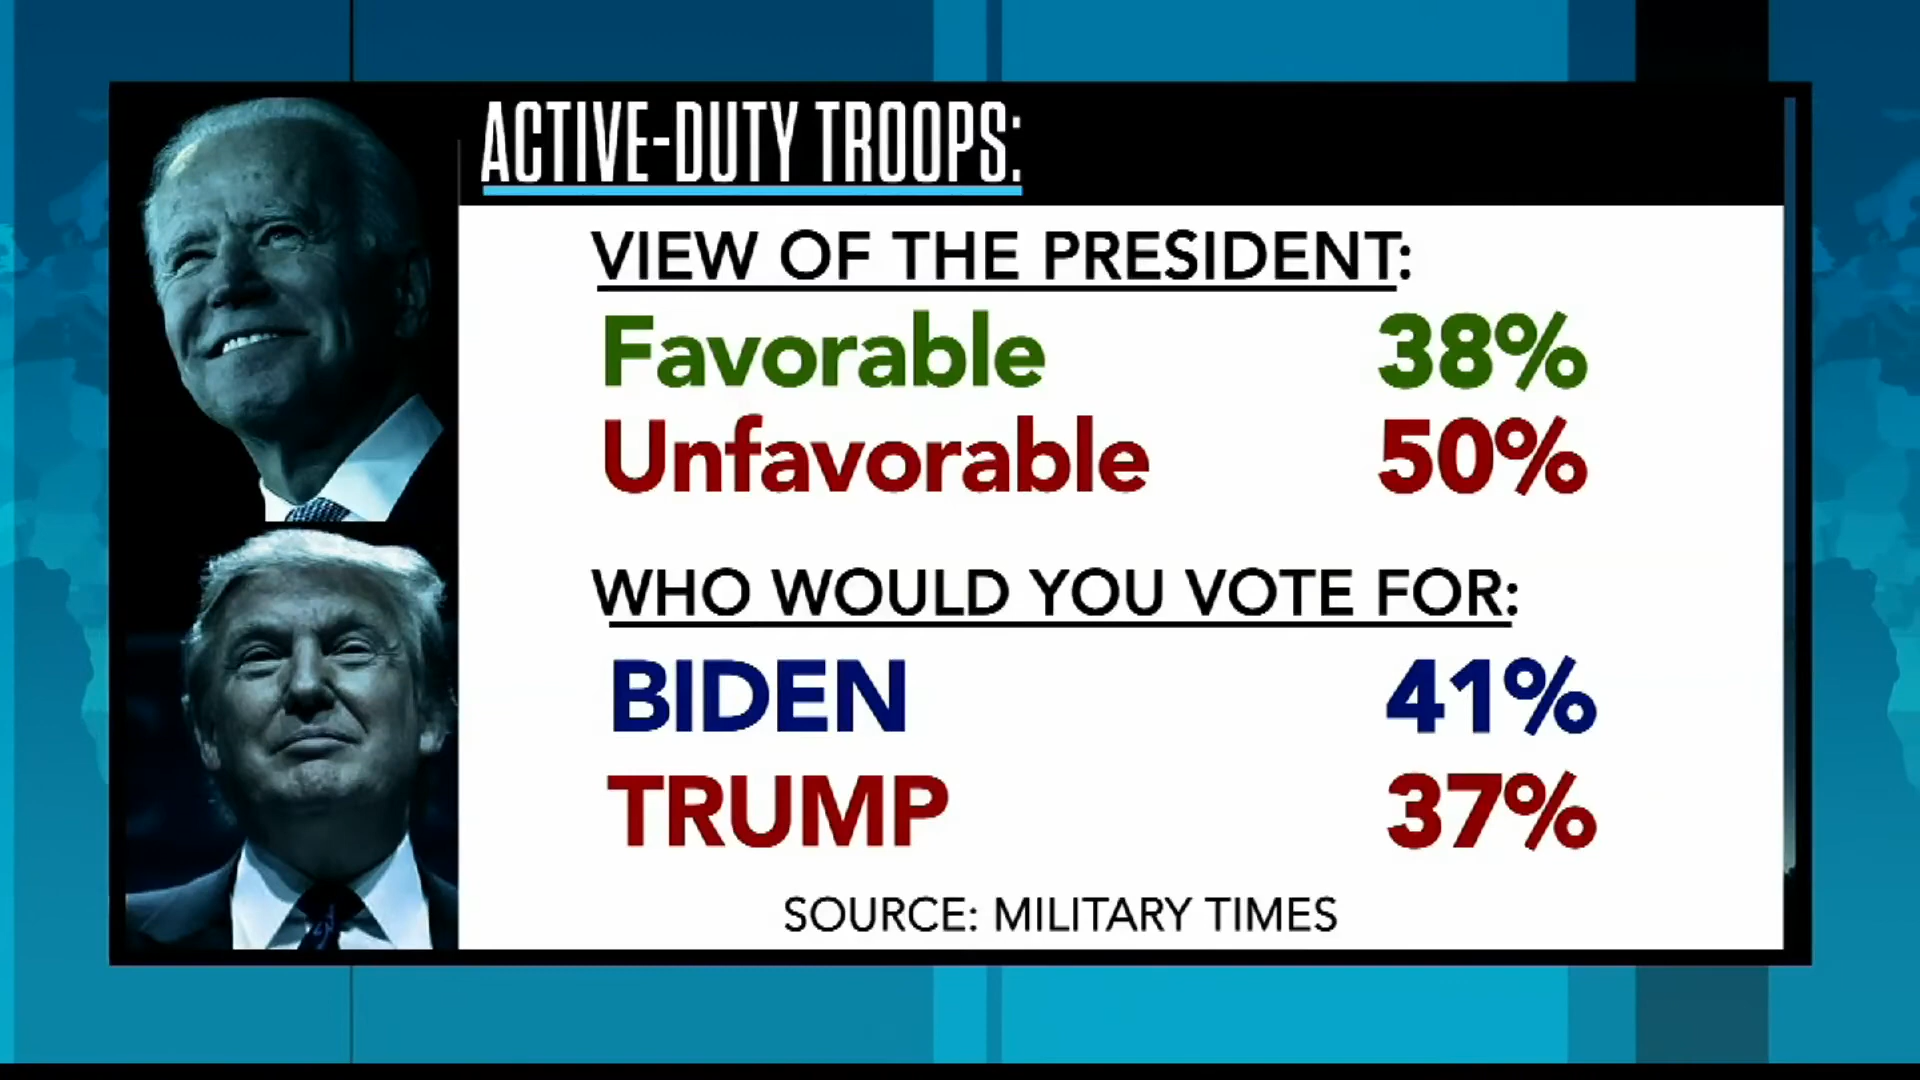 ACTIVE-DUTY TROOPS:
VIEW OF THE PRESIDENT:
Favorable 38%
Unfavorable 50%
WHO WOULD YOU VOTE FOR:
BIDEN 41%
TRUMP 37%
SOURCE: MILITARY TIMES